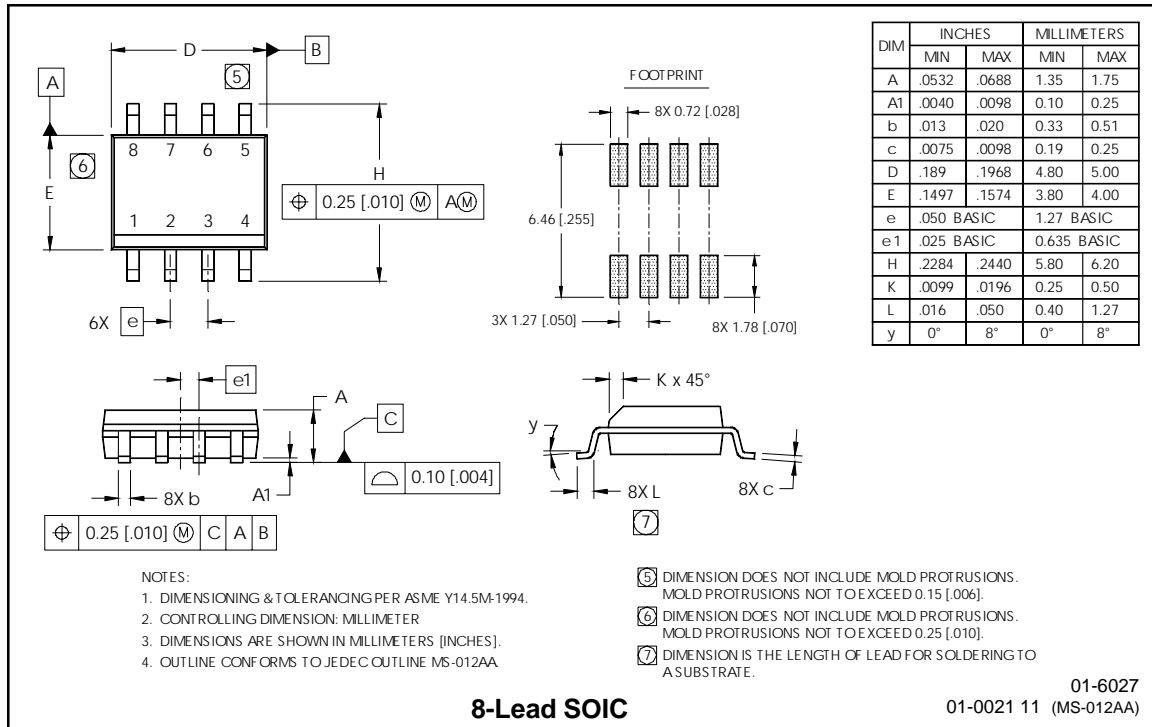 D
B
5
A
8 7 6 5
6
E
H
⌖ 0.25 [.010] Ⓜ AⓂ
1 2 3 4
6X e
FOOTPRINT
8X 0.72 [.028]
6.46 [.255]
3X 1.27 [.050]
8X 1.78 [.070]
DIM INCHES MILLIMETERS
MIN MAX MIN MAX
A .0532 .0688 1.35 1.75
A1 .0040 .0098 0.10 0.25
b .013 .020 0.33 0.51
c .0075 .0098 0.19 0.25
D .189 .1968 4.80 5.00
E .1497 .1574 3.80 4.00
e .050 BASIC 1.27 BASIC
e1 .025 BASIC 0.635 BASIC
H .2284 .2440 5.80 6.20
K .0099 .0196 0.25 0.50
L .016 .050 0.40 1.27
y 0° 8° 0° 8°
e1
A
C
0.10 [.004]
8X b
A1
⌖ 0.25 [.010] Ⓜ C A B
K x 45°
y
8X L
8X c
7
NOTES:
1. DIMENSIONING & TOLERANCING PER ASME Y14.5M-1994.
2. CONTROLLING DIMENSION: MILLIMETER
3. DIMENSIONS ARE SHOWN IN MILLIMETERS [INCHES].
4. OUTLINE CONFORMS TO JEDEC OUTLINE MS-012AA.
5 DIMENSION DOES NOT INCLUDE MOLD PROTRUSIONS.
MOLD PROTRUSIONS NOT TO EXCEED 0.15 [.006].
6 DIMENSION DOES NOT INCLUDE MOLD PROTRUSIONS.
MOLD PROTRUSIONS NOT TO EXCEED 0.25 [.010].
7 DIMENSION IS THE LENGTH OF LEAD FOR SOLDERING TO
A SUBSTRATE.
8-Lead SOIC
01-6027
01-0021 11 (MS-012AA)